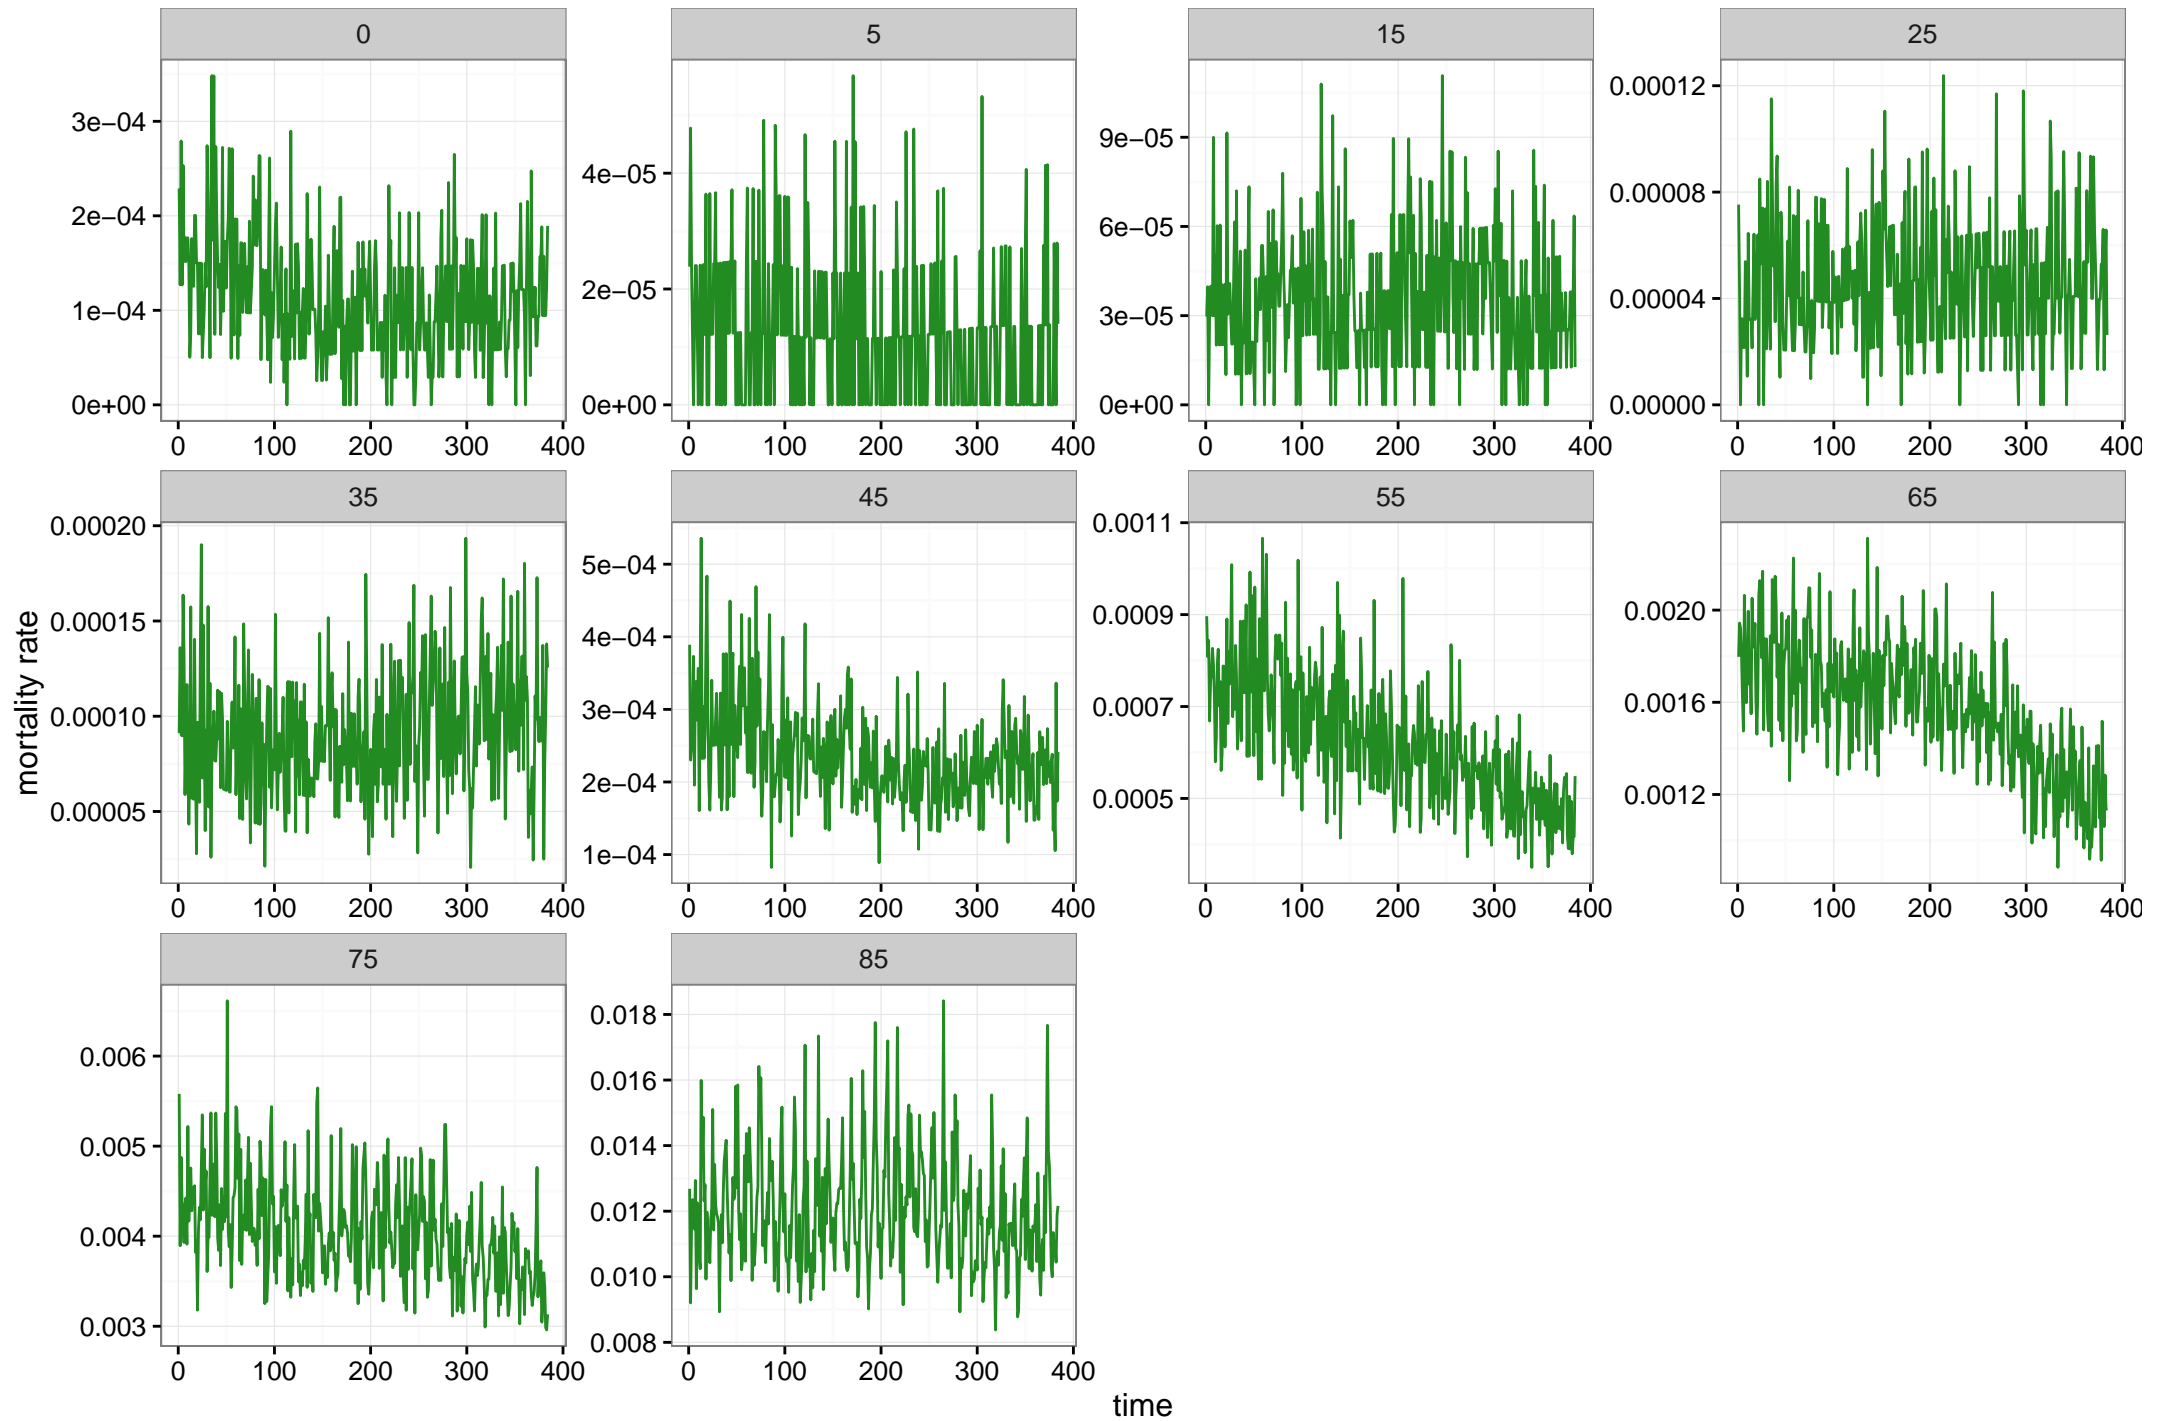 0 5 15 25
3e−04
2e−04
1e−04
0e+00
4e−05
2e−05
0e+00
9e−05
6e−05
3e−05
0e+00
0.00012
0.00008
0.00004
0.00000
0 100 200 300 400 0 100 200 300 400 0 100 200 300 400 0 100 200 300 400
35 45 55 65
0.00020
0.00015
0.00010
0.00005
5e−04
4e−04
3e−04
2e−04
1e−04
0.0011
0.0009
0.0007
0.0005
0.0020
0.0016
0.0012
0 100 200 300 400 0 100 200 300 400 0 100 200 300 400 0 100 200 300 400
75 85
0.006
0.005
0.004
0.003
0.018
0.016
0.014
0.012
0.010
0.008
0 100 200 300 400 0 100 200 300 400
mortality rate
time